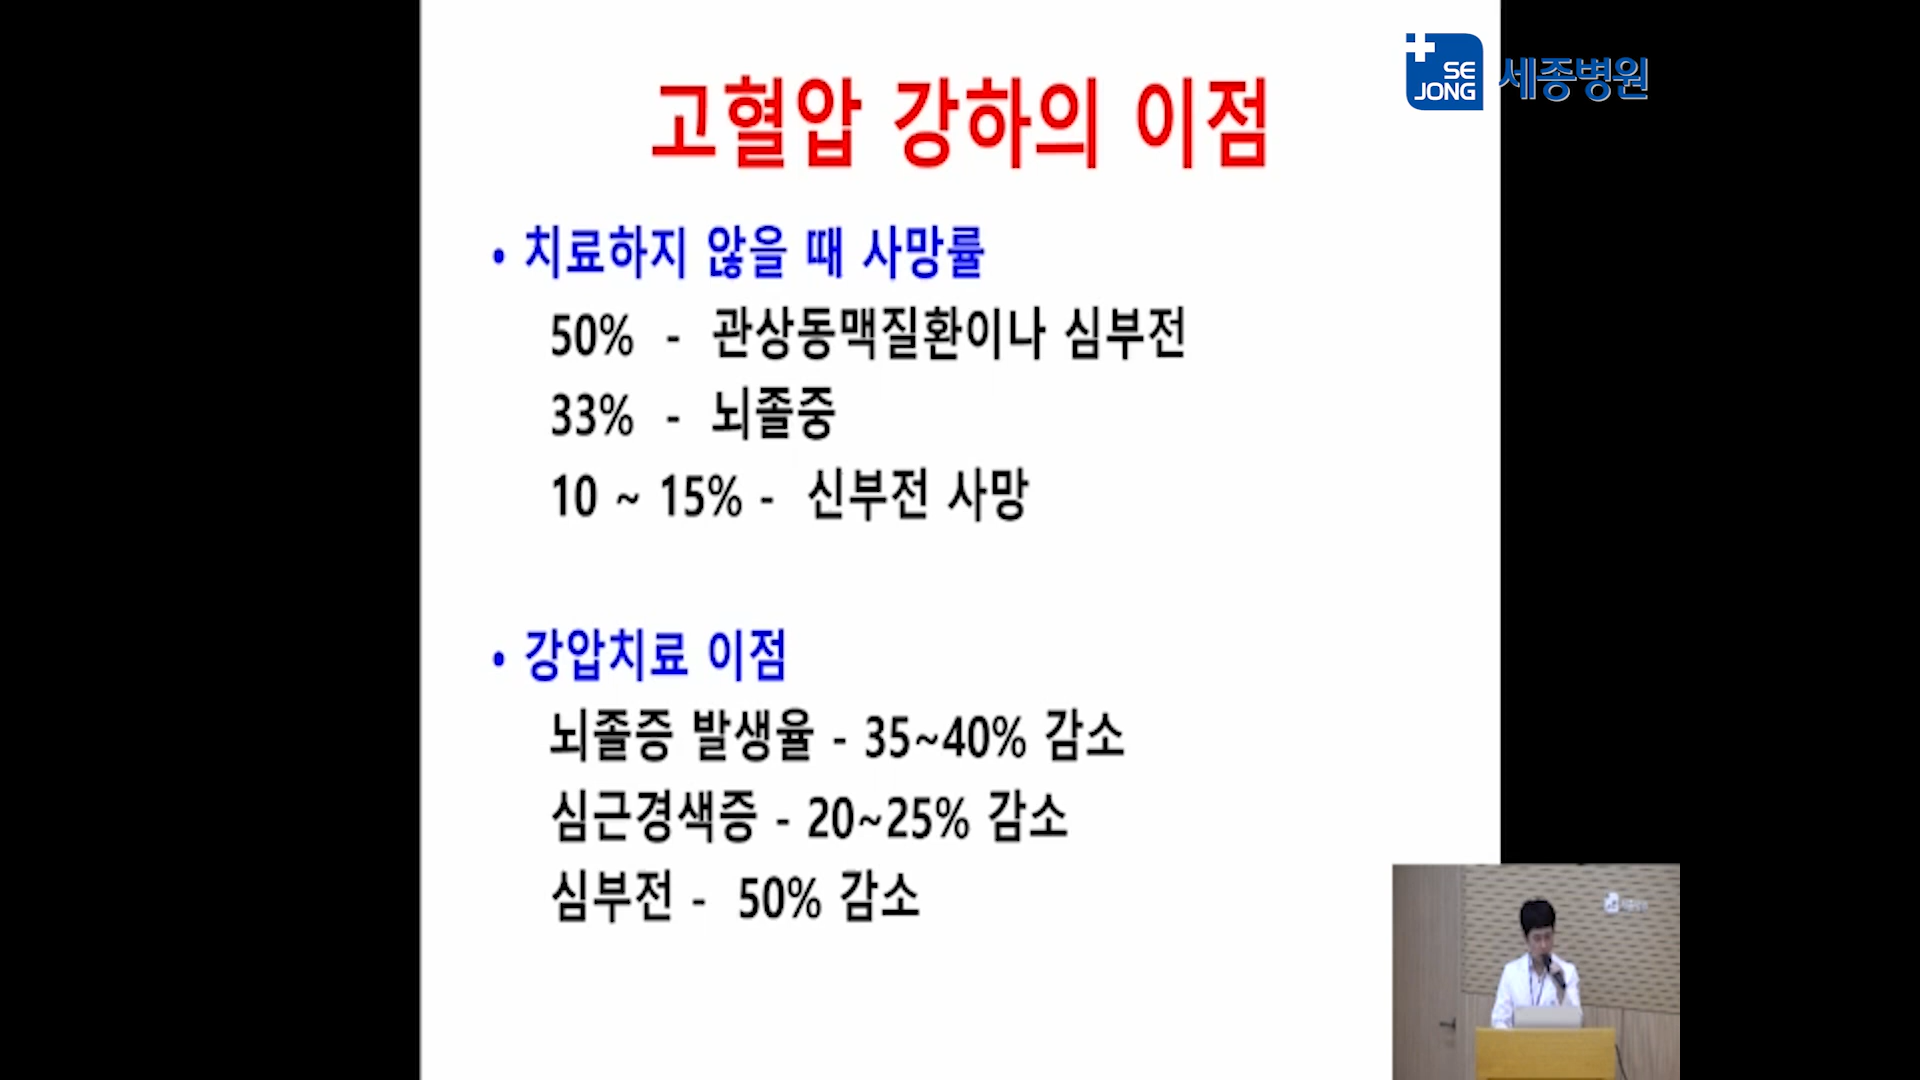 고혈압 강하의 이점
SE
JONG
세종병원
• 치료하지 않을 때 사망률
50% - 관상동맥질환이나 심부전
33% - 뇌졸중
10 ~ 15% - 신부전 사망
• 강압치료 이점
뇌졸증 발생율 - 35~40% 감소
심근경색증 - 20~25% 감소
심부전 - 50% 감소